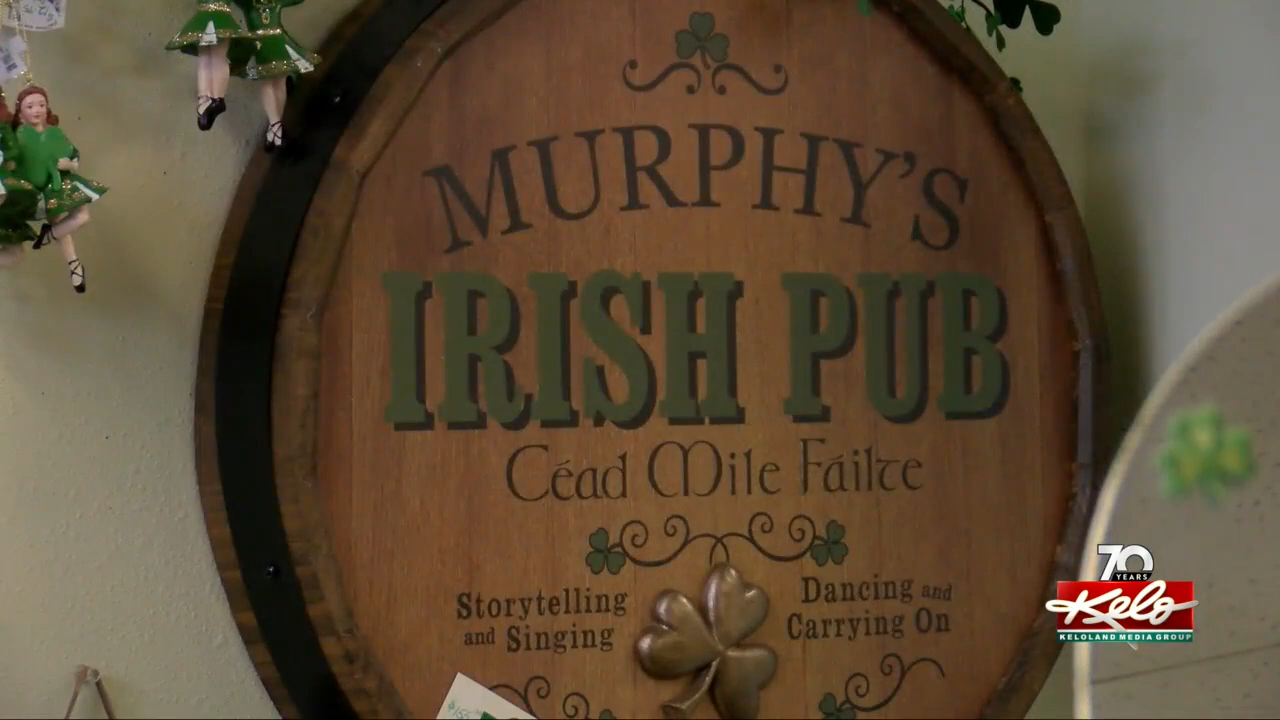 MURPHY'S
IRISH PUB
Céad Míle Fáilte
Storytelling
and Singing
Dancing and
Carrying On
70
YEARS
Kelo
KELOLAND MEDIA GROUP